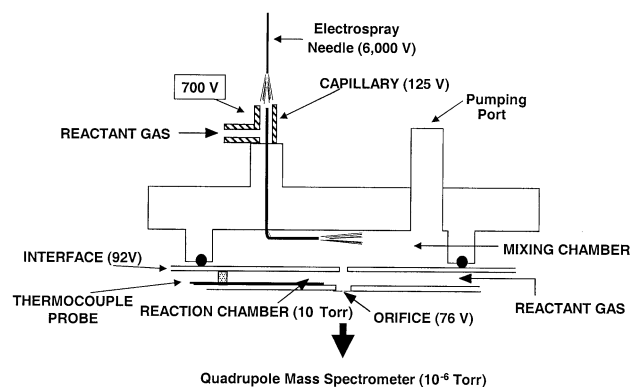 Electrospray
Needle (6,000 V)
700 V
CAPILLARY (125 V)
Pumping
Port
REACTANT GAS
INTERFACE (92V)
MIXING CHAMBER
THERMOCOUPLE
PROBE
REACTION CHAMBER (10 Torr)
ORIFICE (76 V)
REACTANT GAS
Quadrupole Mass Spectrometer (10⁻⁶ Torr)